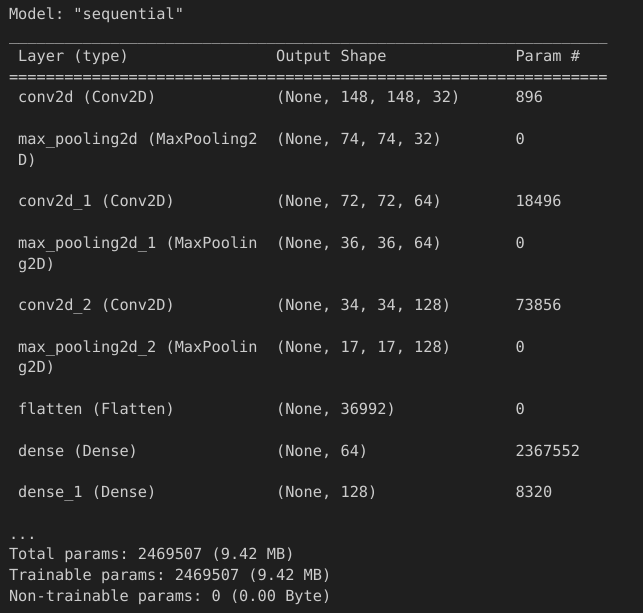 Model: "sequential"
_________________________________________________________________
Layer (type) Output Shape Param #
=================================================================
conv2d (Conv2D) (None, 148, 148, 32) 896
max_pooling2d (MaxPooling2 (None, 74, 74, 32) 0
D)
conv2d_1 (Conv2D) (None, 72, 72, 64) 18496
max_pooling2d_1 (MaxPoolin (None, 36, 36, 64) 0
g2D)
conv2d_2 (Conv2D) (None, 34, 34, 128) 73856
max_pooling2d_2 (MaxPoolin (None, 17, 17, 128) 0
g2D)
flatten (Flatten) (None, 36992) 0
dense (Dense) (None, 64) 2367552
dense_1 (Dense) (None, 128) 8320
...
Total params: 2469507 (9.42 MB)
Trainable params: 2469507 (9.42 MB)
Non-trainable params: 0 (0.00 Byte)